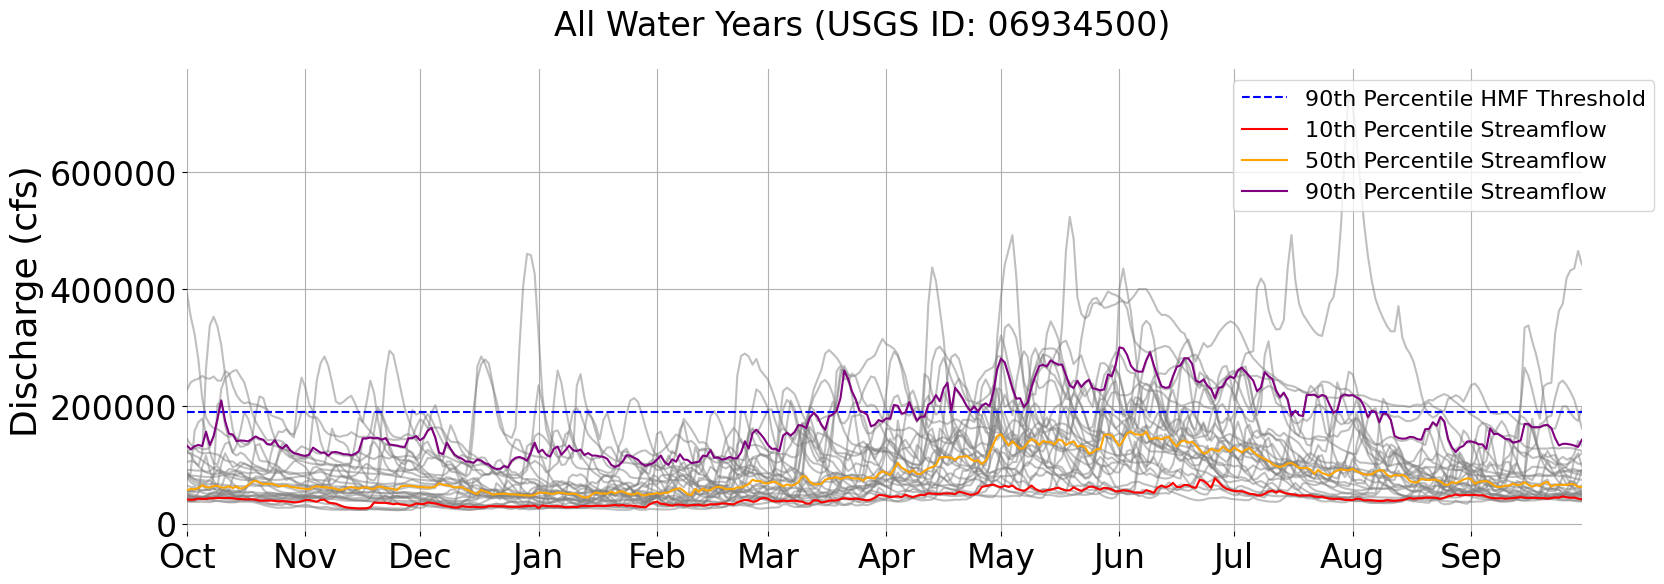 All Water Years (USGS ID: 06934500)
90th Percentile HMF Threshold
10th Percentile Streamflow
50th Percentile Streamflow
90th Percentile Streamflow
Discharge (cfs)
600000
400000
200000
0
Oct Nov Dec Jan Feb Mar Apr May Jun Jul Aug Sep